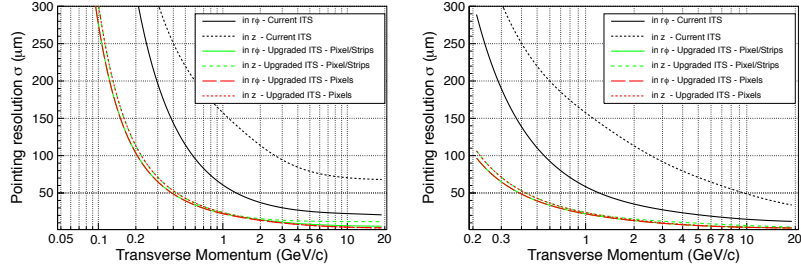 Pointing resolution σ (μm)
300
250
200
150
100
50
in rφ - Current ITS
in z - Current ITS
in rφ - Upgraded ITS - Pixel/Strips
in z - Upgraded ITS - Pixel/Strips
in rφ - Upgraded ITS - Pixels
in z - Upgraded ITS - Pixels
0.05 0.1 0.2 1 2 3 4 5 6 10 20
Transverse Momentum (GeV/c)
Pointing resolution σ (μm)
300
250
200
150
100
50
in rφ - Current ITS
in z - Current ITS
in rφ - Upgraded ITS - Pixel/Strips
in z - Upgraded ITS - Pixel/Strips
in rφ - Upgraded ITS - Pixels
in z - Upgraded ITS - Pixels
0.2 0.3 1 2 3 4 5 6 7 8 10 20
Transverse Momentum (GeV/c)